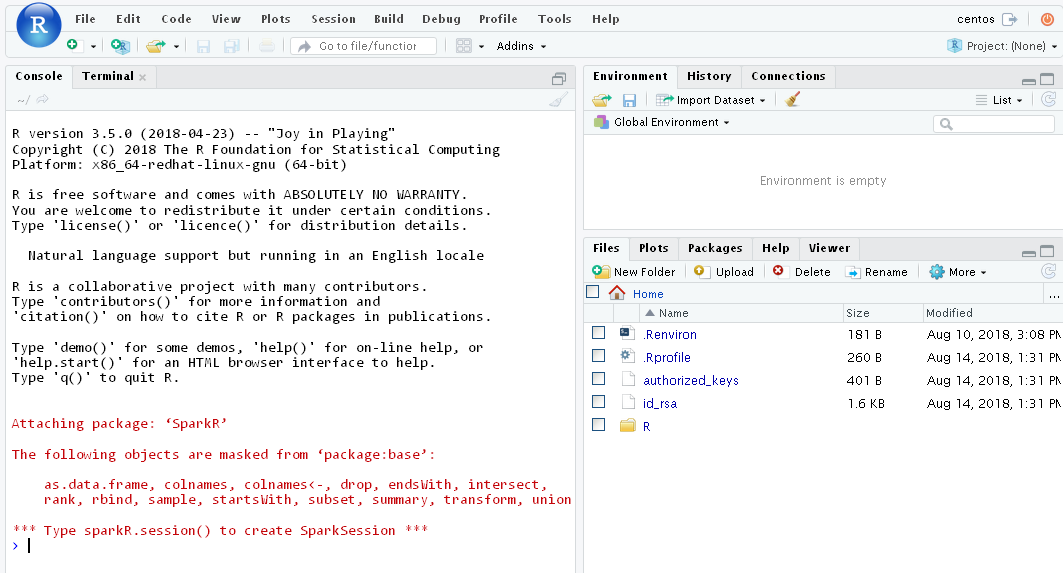 R File Edit Code View Plots Session Build Debug Profile Tools Help centos
Go to file/function Addins Project: (None)
Console Terminal
~/
R version 3.5.0 (2018-04-23) -- "Joy in Playing"
Copyright (C) 2018 The R Foundation for Statistical Computing
Platform: x86_64-redhat-linux-gnu (64-bit)
R is free software and comes with ABSOLUTELY NO WARRANTY.
You are welcome to redistribute it under certain conditions.
Type 'license()' or 'licence()' for distribution details.
Natural language support but running in an English locale
R is a collaborative project with many contributors.
Type 'contributors()' for more information and
'citation()' on how to cite R or R packages in publications.
Type 'demo()' for some demos, 'help()' for on-line help, or
'help.start()' for an HTML browser interface to help.
Type 'q()' to quit R.
Attaching package: ‘SparkR’
The following objects are masked from ‘package:base’:
as.data.frame, colnames, colnames<-, drop, endsWith, intersect,
rank, rbind, sample, startsWith, subset, summary, transform, union
*** Type sparkR.session() to create SparkSession ***
>
Environment History Connections
Import Dataset List
Global Environment
Environment is empty
Files Plots Packages Help Viewer
New Folder Upload Delete Rename More
Home ...
Name Size Modified
.Renviron 181 B Aug 10, 2018, 3:08 PM
.Rprofile 260 B Aug 14, 2018, 1:31 PM
authorized_keys 401 B Aug 14, 2018, 1:31 PM
id_rsa 1.6 KB Aug 14, 2018, 1:31 PM
R